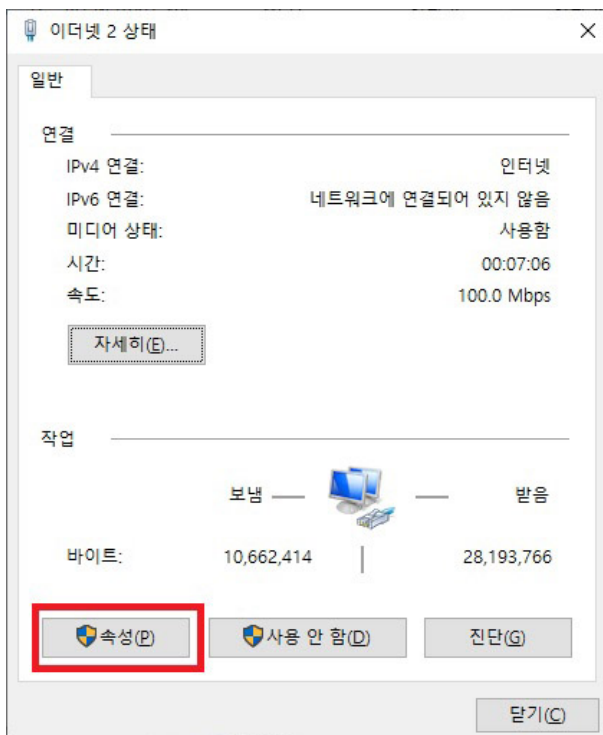 이더넷 2 상태
일반
연결
IPv4 연결: 인터넷
IPv6 연결: 네트워크에 연결되어 있지 않음
미디어 상태: 사용함
시간: 00:07:06
속도: 100.0 Mbps
자세히(E)...
작업
보냄 받음
바이트: 10,662,414 28,193,766
속성(P) 사용 안 함(D) 진단(G)
닫기(C)